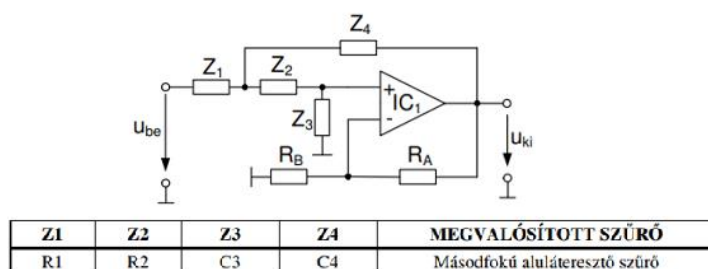 Z4
Z1
Z2
Z3
+
IC1
-
ube
uki
RB
RA
Z1 Z2 Z3 Z4 MEGVALÓSÍTOTT SZŰRŐ
R1 R2 C3 C4 Másodfokú aluláteresztő szűrő